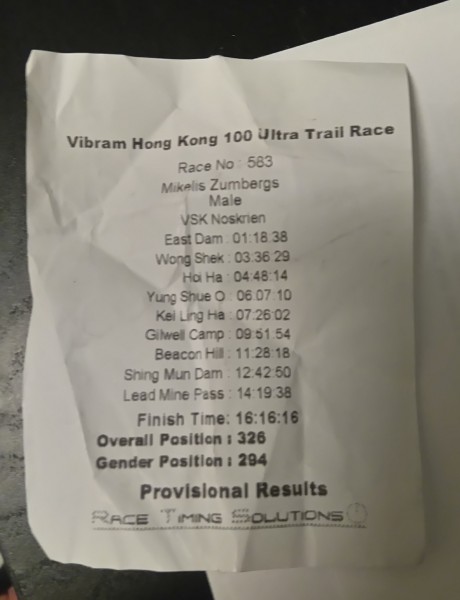 Vibram Hong Kong 100 Ultra Trail Race
Race No : 583
Mikelis Zumbergs
Male
VSK Noskrien
East Dam : 01:18:38
Wong Shek : 03:36:29
Hoi Ha : 04:48:14
Yung Shue O : 06:07:10
Kei Ling Ha : 07:26:02
Gilwell Camp : 09:51:54
Beacon Hill : 11:28:18
Shing Mun Dam : 12:42:50
Lead Mine Pass : 14:19:38
Finish Time: 16:16:16
Overall Position : 326
Gender Position : 294
Provisional Results
RACE TIMING SOLUTIONS